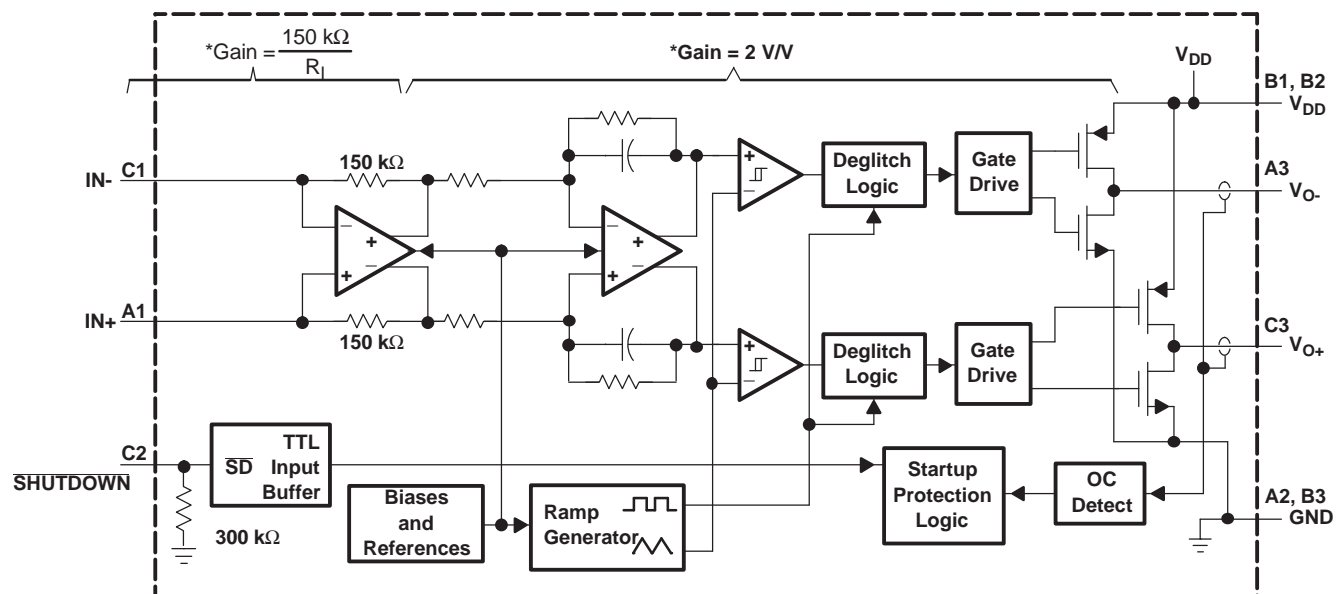 *Gain = 150 kΩ / R_I
*Gain = 2 V/V
V_DD
B1, B2
V_DD
150 kΩ
IN- C1
+
−
Deglitch Logic
Gate Drive
A3
V_O-
−
+
−
+
−
+
−
+
IN+ A1
150 kΩ
+
−
Deglitch Logic
Gate Drive
C3
V_O+
C2
SHUTDOWN
SD
TTL
Input
Buffer
300 kΩ
Biases
and
References
Ramp
Generator
Startup
Protection
Logic
OC
Detect
A2, B3
GND